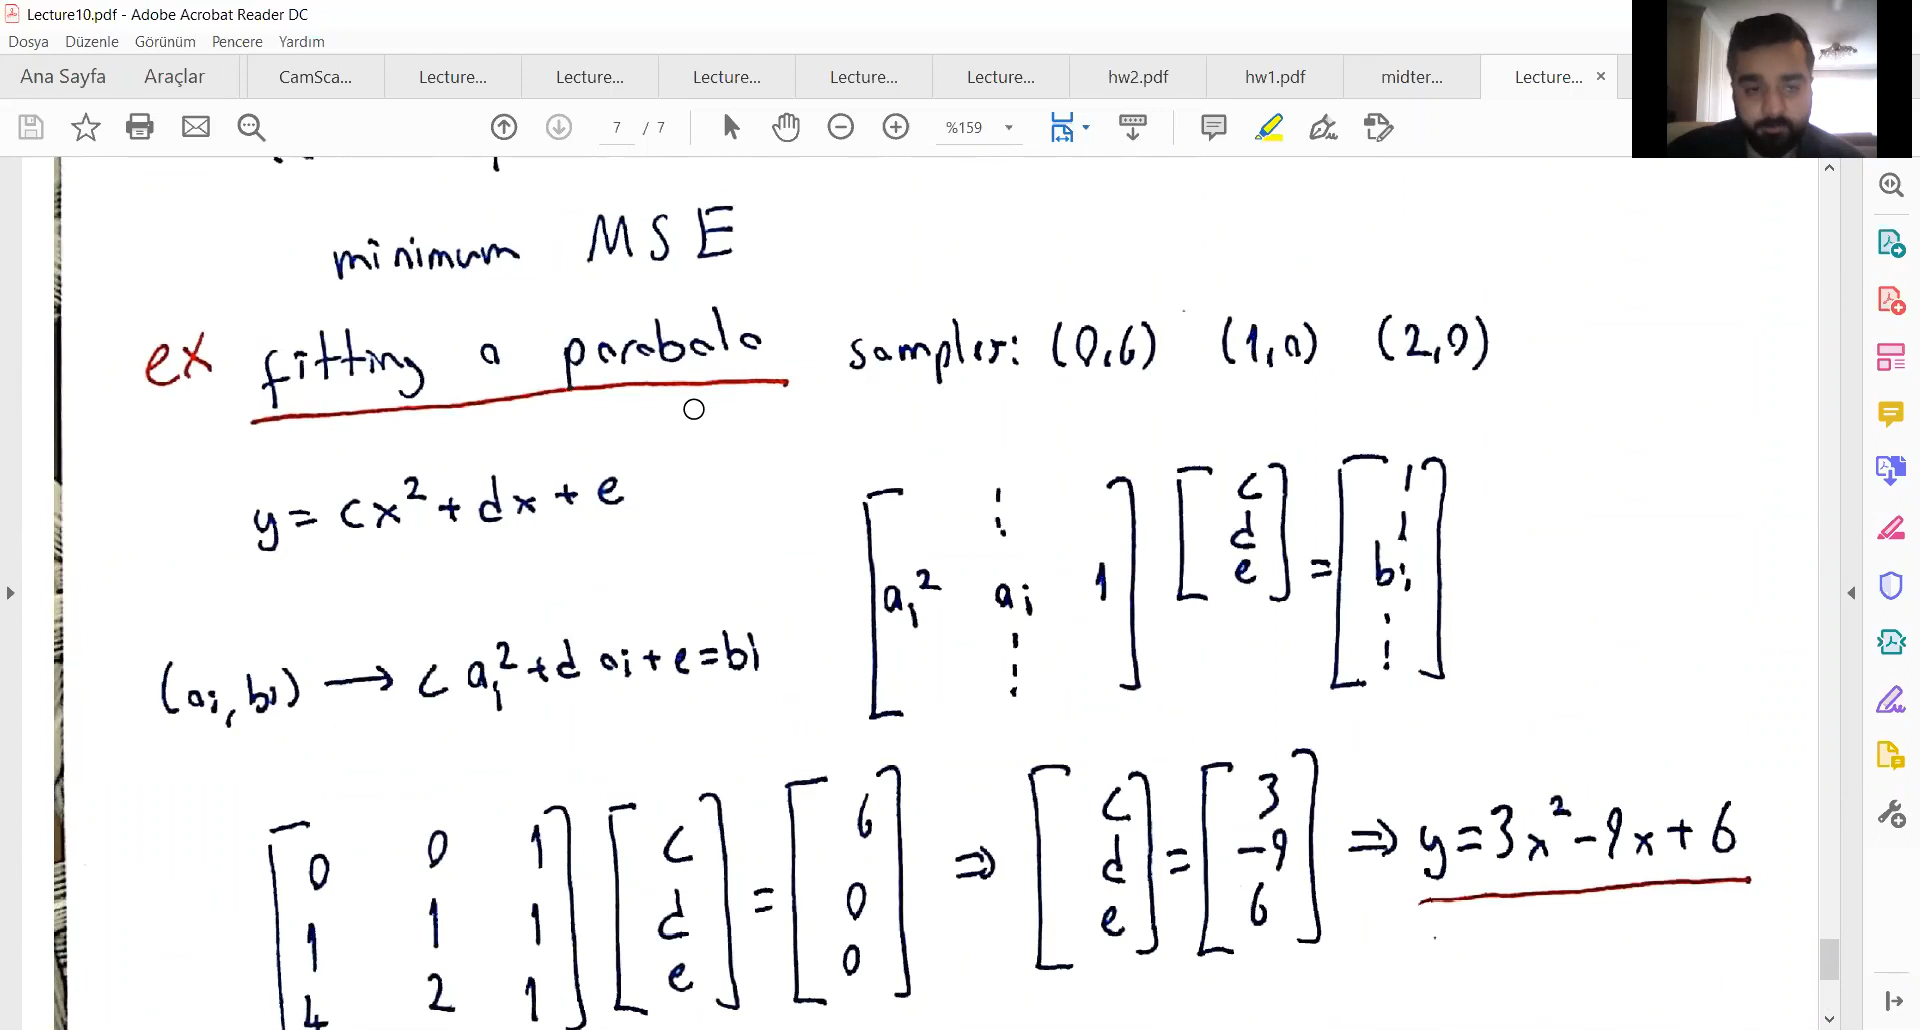 Lecture10.pdf - Adobe Acrobat Reader DC
Dosya Düzenle Görünüm Pencere Yardım
Ana Sayfa Araçlar CamSca... Lecture... Lecture... Lecture... Lecture... Lecture... hw2.pdf hw1.pdf midter... Lecture... ×
7 / 7 %159
minimum MSE
ex fitting a parabola samples: (0,6) (1,0) (2,0)
y = cx² + dx + e
[ ai² ai 1 ] [ c d e ] = [ bi ]
(ai, bi) → c ai² + d ai + e = bi
[ 0 0 1 ] [ c ] = [ 6 ] ⇒ [ c ] = [ 3 ] ⇒ y = 3x² - 9x + 6
[ 1 1 1 ] [ d ] [ 0 ] [ d ] [ -9 ]
[ 4 2 1 ] [ e ] [ 0 ] [ e ] [ 6 ]